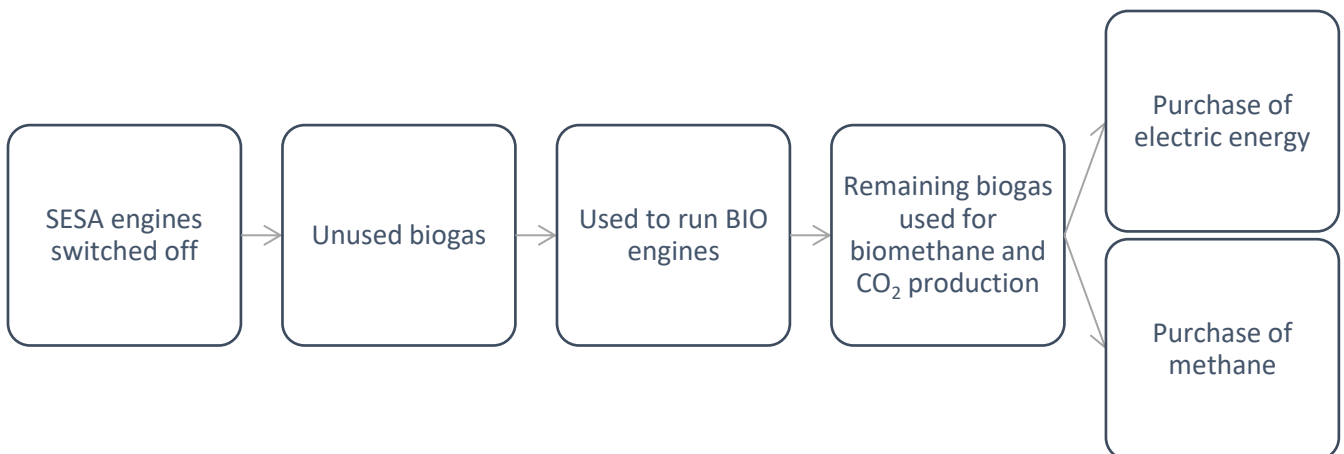 SESA engines
switched off
Unused biogas
Used to run BIO
engines
Remaining biogas
used for
biomethane and
CO₂ production
Purchase of
electric energy
Purchase of
methane